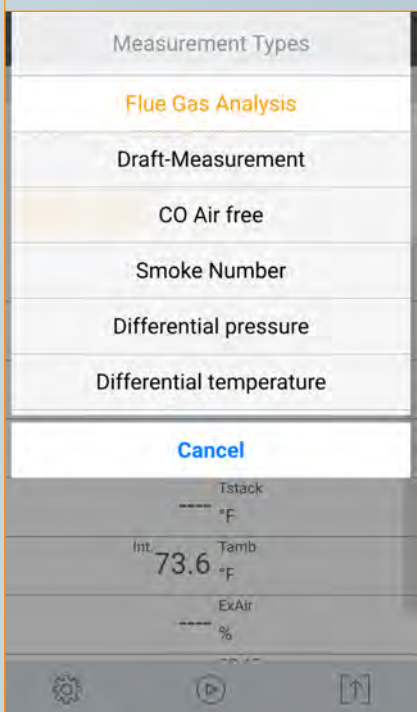 Measurement Types
Flue Gas Analysis
Draft-Measurement
CO Air free
Smoke Number
Differential pressure
Differential temperature
Cancel
---- Tstack °F
Int. 73.6 Tamb °F
---- ExAir %